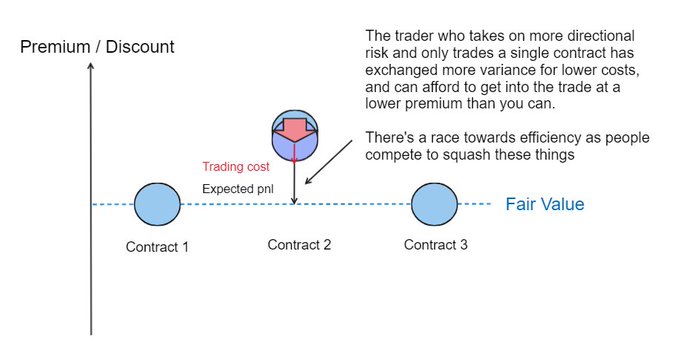 Premium / Discount
The trader who takes on more directional
risk and only trades a single contract has
exchanged more variance for lower costs,
and can afford to get into the trade at a
lower premium than you can.
There's a race towards efficiency as people
compete to squash these things
Trading cost
Expected pnl
Fair Value
Contract 1
Contract 2
Contract 3